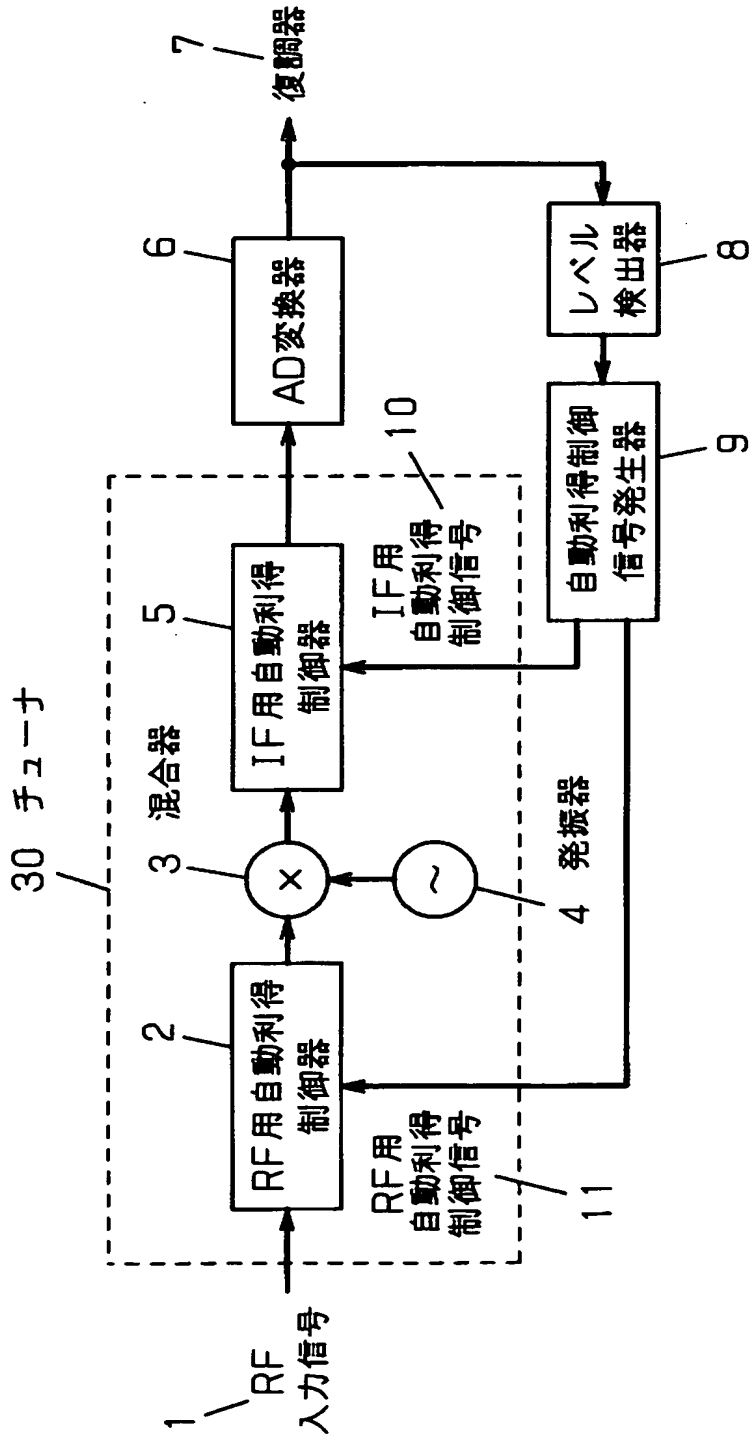 30 チューナ
1
RF
入力信号
2
RF用自動利得
制御器
3
混合器
×
~
4
発振器
5
IF用自動利得
制御器
6
AD変換器
7
復調器
IF用
自動利得
制御信号
10
RF用
自動利得
制御信号
11
自動利得制御
信号発生器
9
レベル
検出器
8